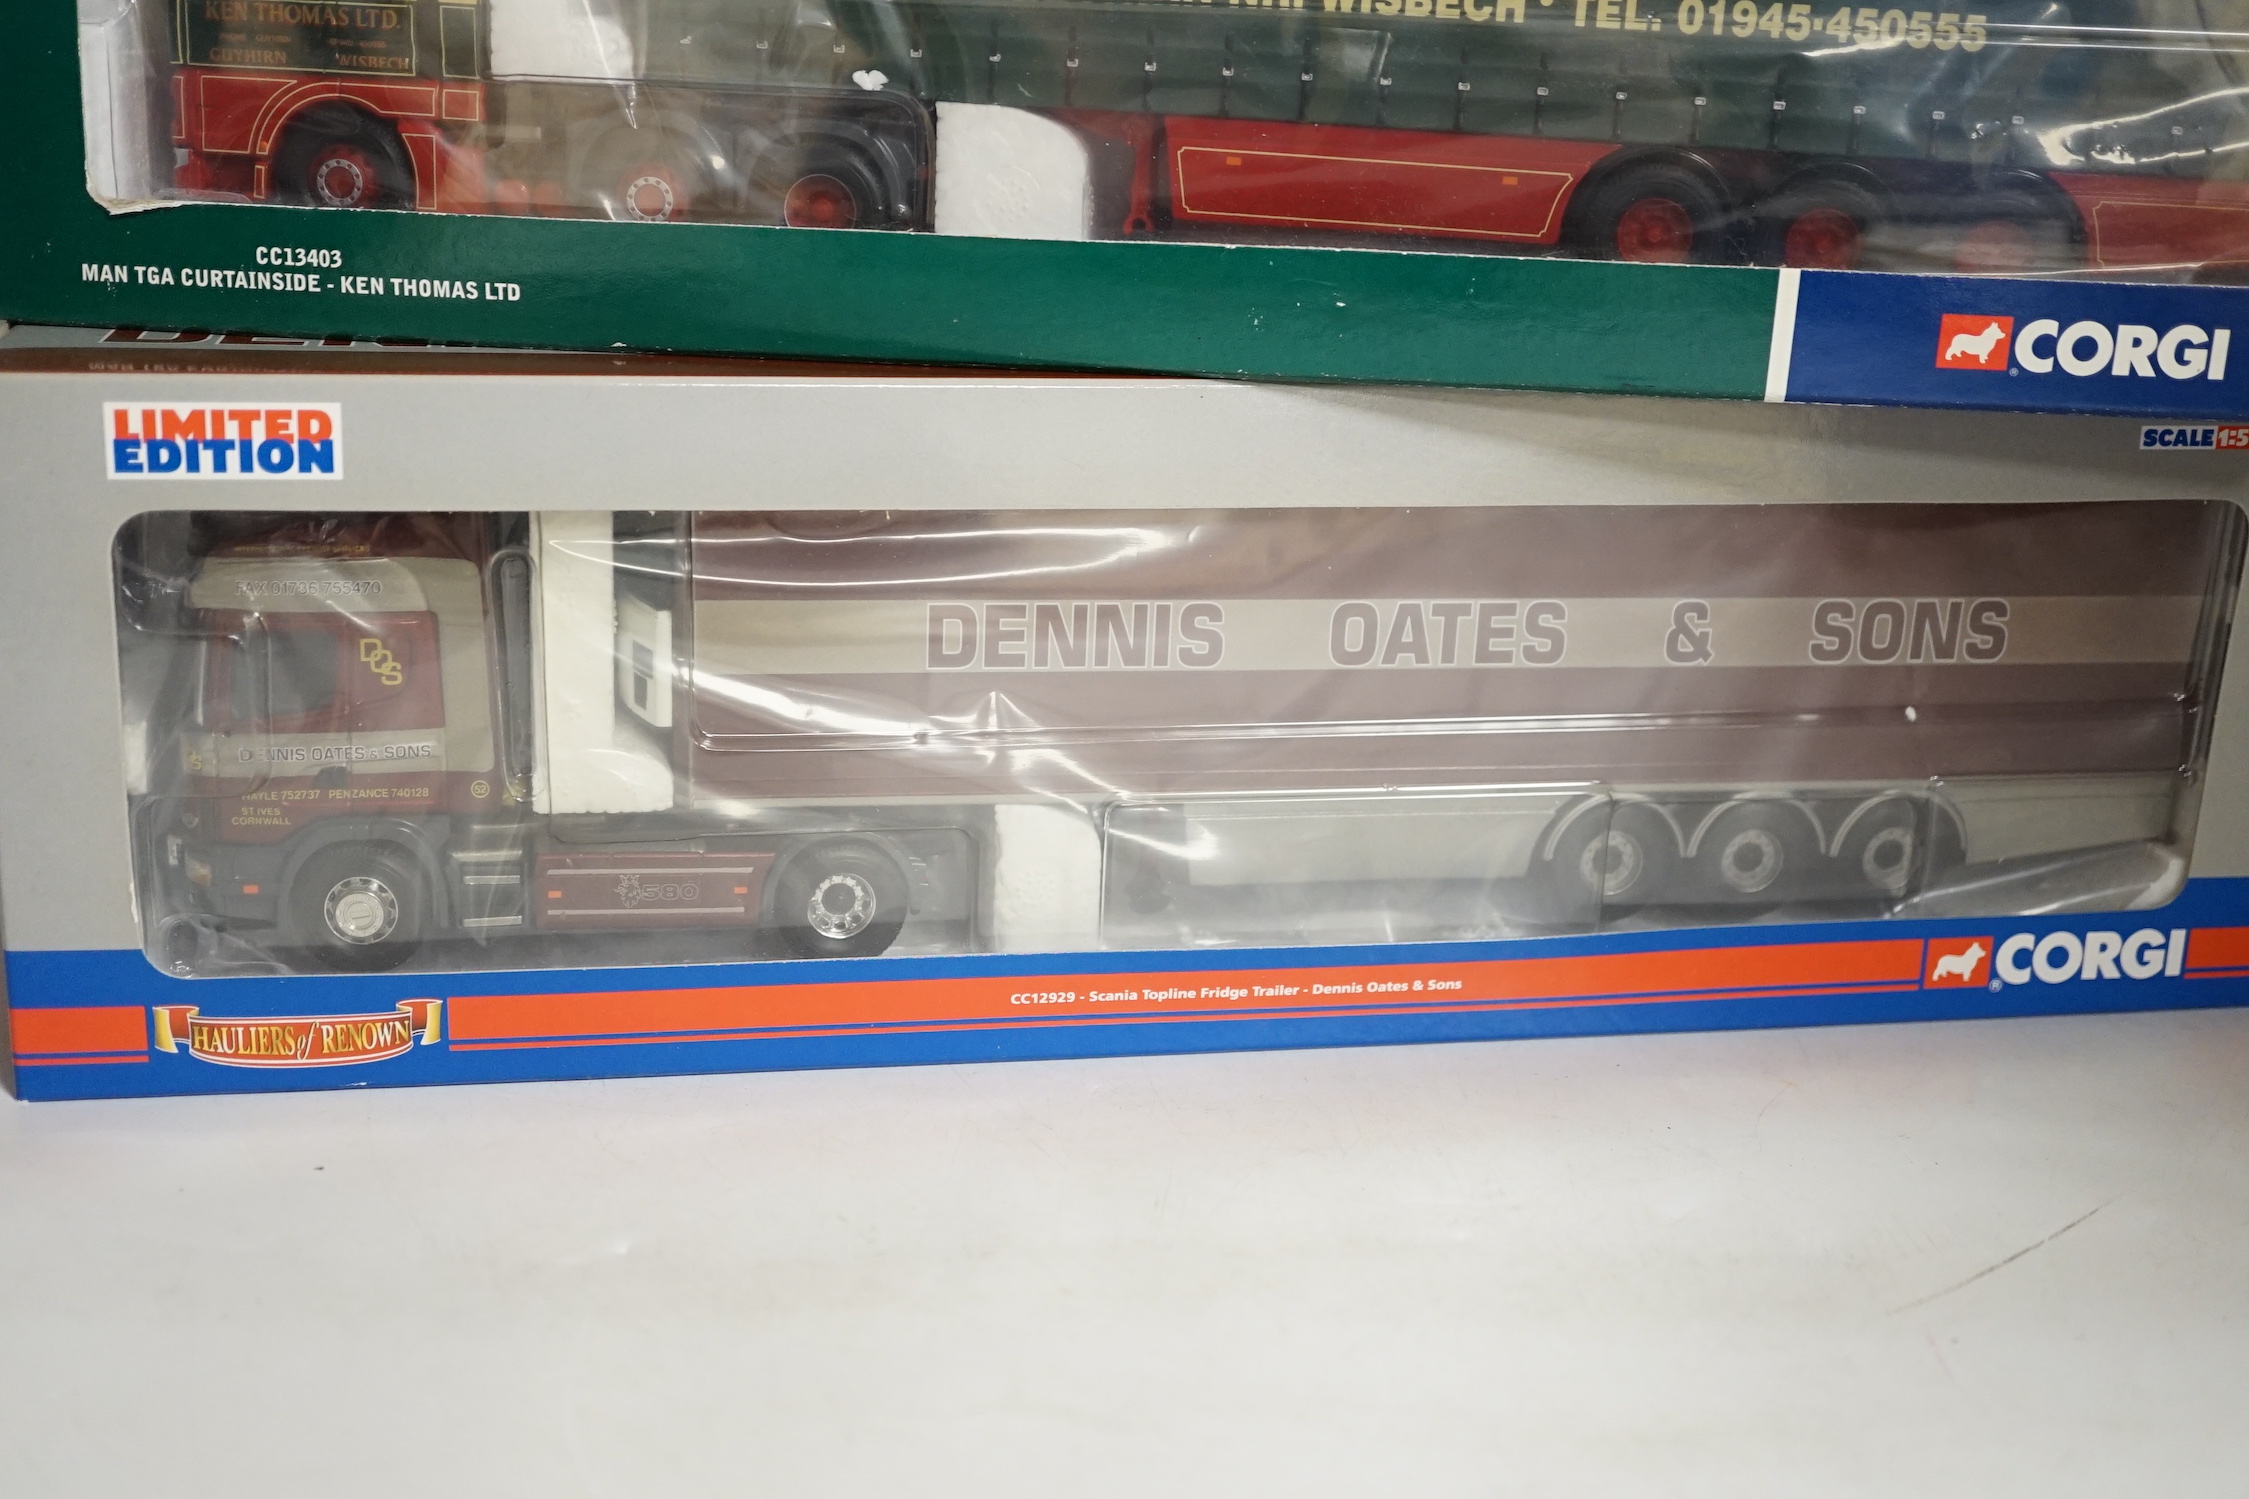 KEN THOMAS LTD.
GUYHIRN WISBECH
WISBECH · TEL: 01945·450555
CC13403
MAN TGA CURTAINSIDE - KEN THOMAS LTD
CORGI
LIMITED
EDITION
SCALE 1:5
FAX 01736 755470
DOS
DENNIS OATES & SONS
DENNIS OATES & SONS
HAYLE 752737 PENZANCE 740128
52
ST IVES
CORNWALL
580
CC12929 - Scania Topline Fridge Trailer - Dennis Oates & Sons
CORGI
HAULIERS of RENOWN